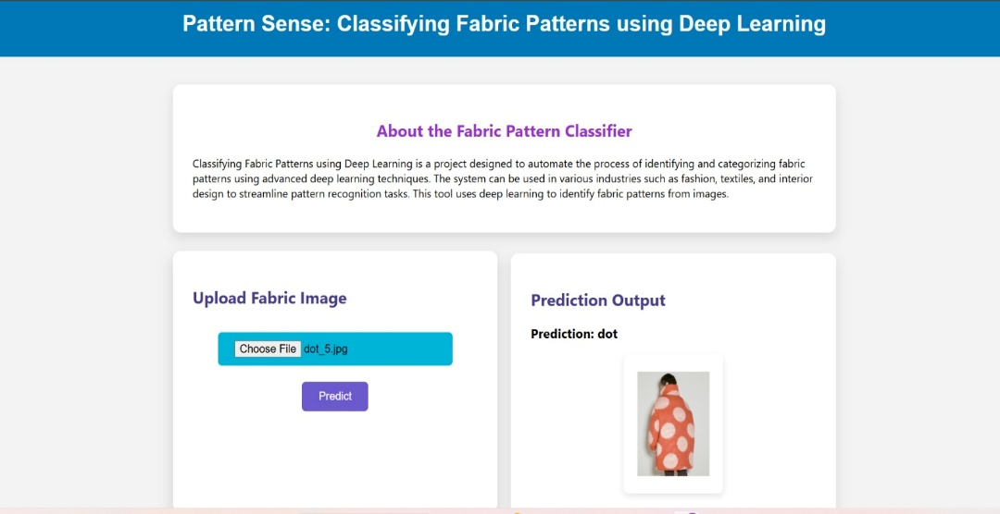 Pattern Sense: Classifying Fabric Patterns using Deep Learning
About the Fabric Pattern Classifier
Classifying Fabric Patterns using Deep Learning is a project designed to automate the process of identifying and categorizing fabric
patterns using advanced deep learning techniques. The system can be used in various industries such as fashion, textiles, and interior
design to streamline pattern recognition tasks. This tool uses deep learning to identify fabric patterns from images.
Upload Fabric Image
Choose File dot_5.jpg
Predict
Prediction Output
Prediction: dot